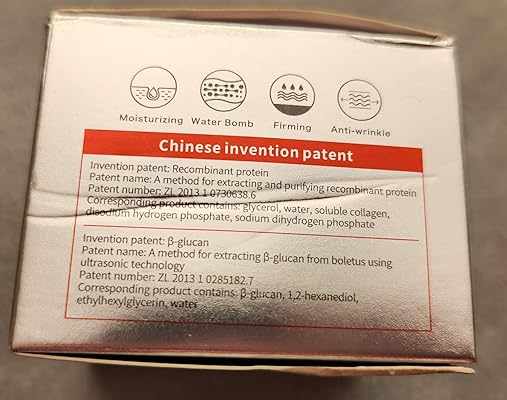 Moisturizing Water Bomb Firming Anti-wrinkle
Chinese invention patent
Invention patent: Recombinant protein
Patent name: A method for extracting and purifying recombinant protein
Patent number: ZL 2013 1 0730638.6
Corresponding product contains: glycerol, water, soluble collagen,
disodium hydrogen phosphate, sodium dihydrogen phosphate
Invention patent: β-glucan
Patent name: A method for extracting β-glucan from boletus using
ultrasonic technology
Patent number: ZL 2013 1 0285182.7
Corresponding product contains: β-glucan, 1,2-hexanediol,
ethylhexylglycerin, water